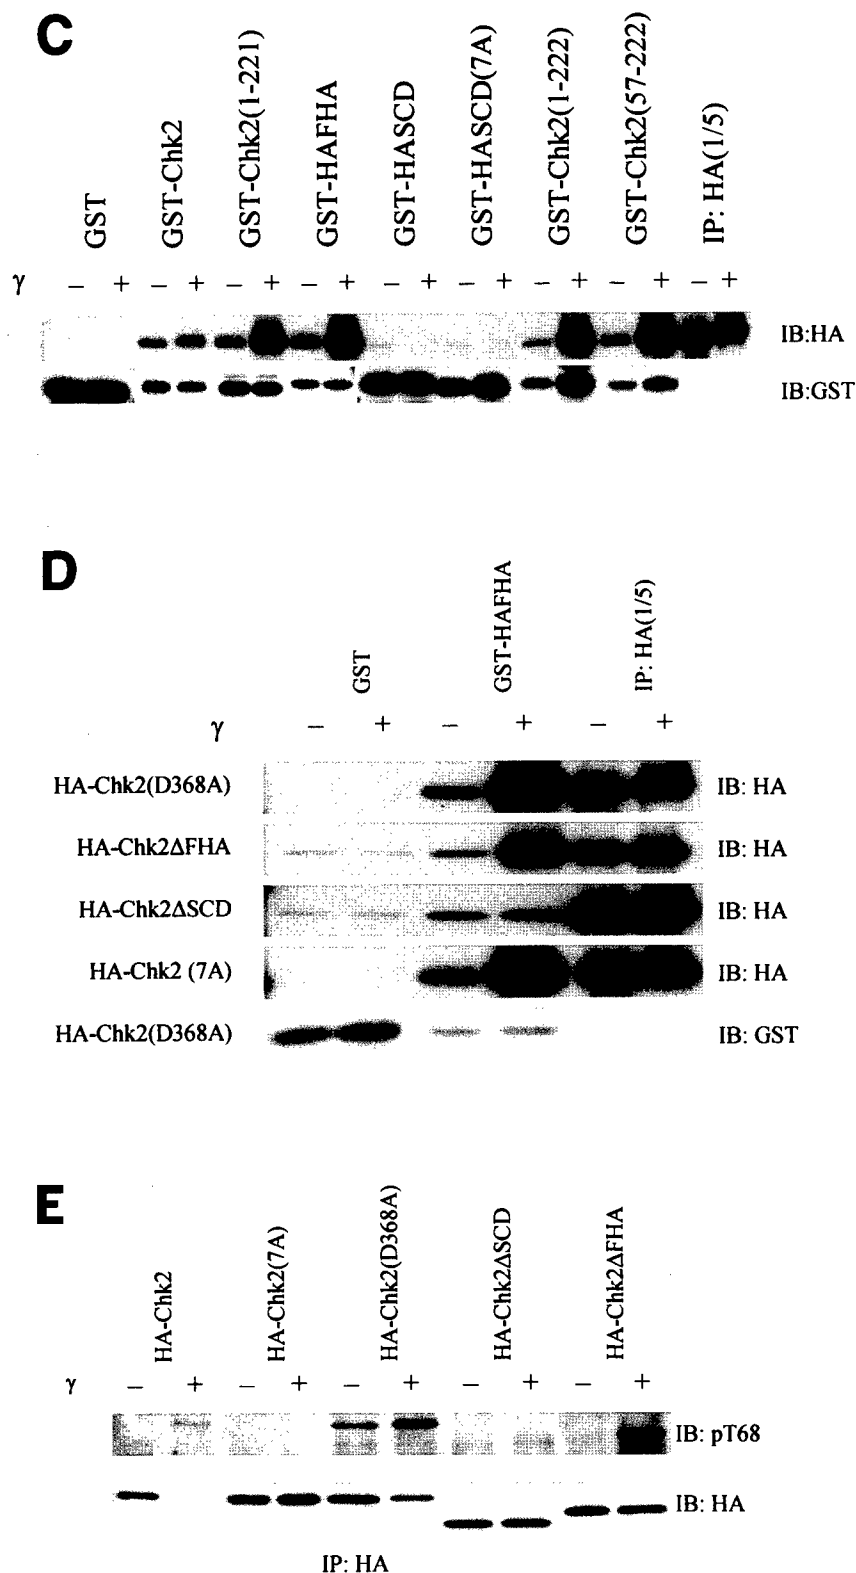 C
GST
GST-Chk2
GST-Chk2(1-221)
GST-HAFHA
GST-HASCD
GST-HASCD(7A)
GST-Chk2(1-222)
GST-Chk2(57-222)
IP: HA(1/5)
γ – + – + – + – + – + – + – + – + – +
IB:HA
IB:GST
D
GST
GST-HAFHA
IP: HA(1/5)
γ – + – + – +
HA-Chk2(D368A) IB: HA
HA-Chk2ΔFHA IB: HA
HA-Chk2ΔSCD IB: HA
HA-Chk2 (7A) IB: HA
HA-Chk2(D368A) IB: GST
E
HA-Chk2
HA-Chk2(7A)
HA-Chk2(D368A)
HA-Chk2ΔSCD
HA-Chk2ΔFHA
γ – + – + – + – + – +
IB: pT68
IB: HA
IP: HA